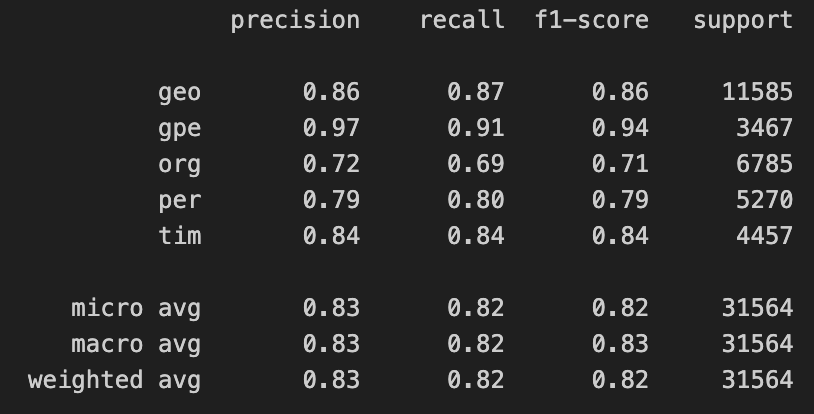 precision recall f1-score support
geo 0.86 0.87 0.86 11585
gpe 0.97 0.91 0.94 3467
org 0.72 0.69 0.71 6785
per 0.79 0.80 0.79 5270
tim 0.84 0.84 0.84 4457
micro avg 0.83 0.82 0.82 31564
macro avg 0.83 0.82 0.83 31564
weighted avg 0.83 0.82 0.82 31564